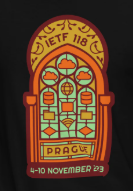 IETF 118
PRAGUE
4-10 NOVEMBER '23